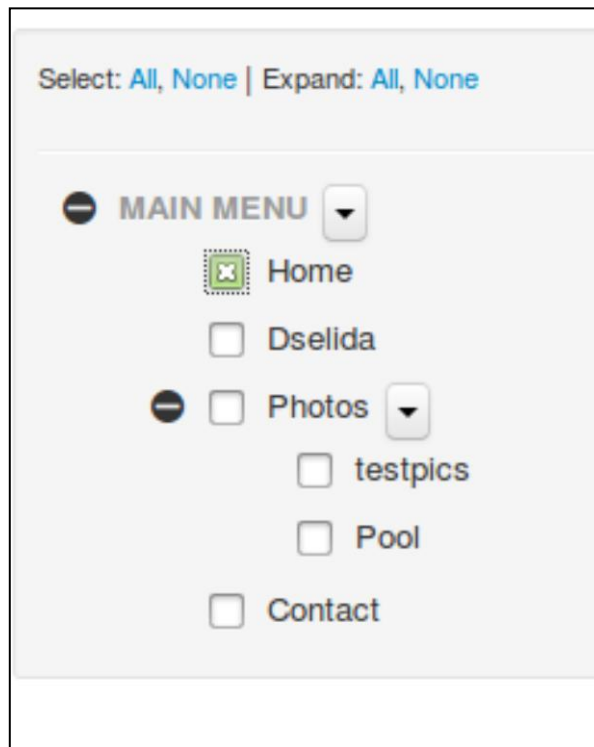 Select: All, None | Expand: All, None
MAIN MENU
Home
Dselida
Photos
testpics
Pool
Contact